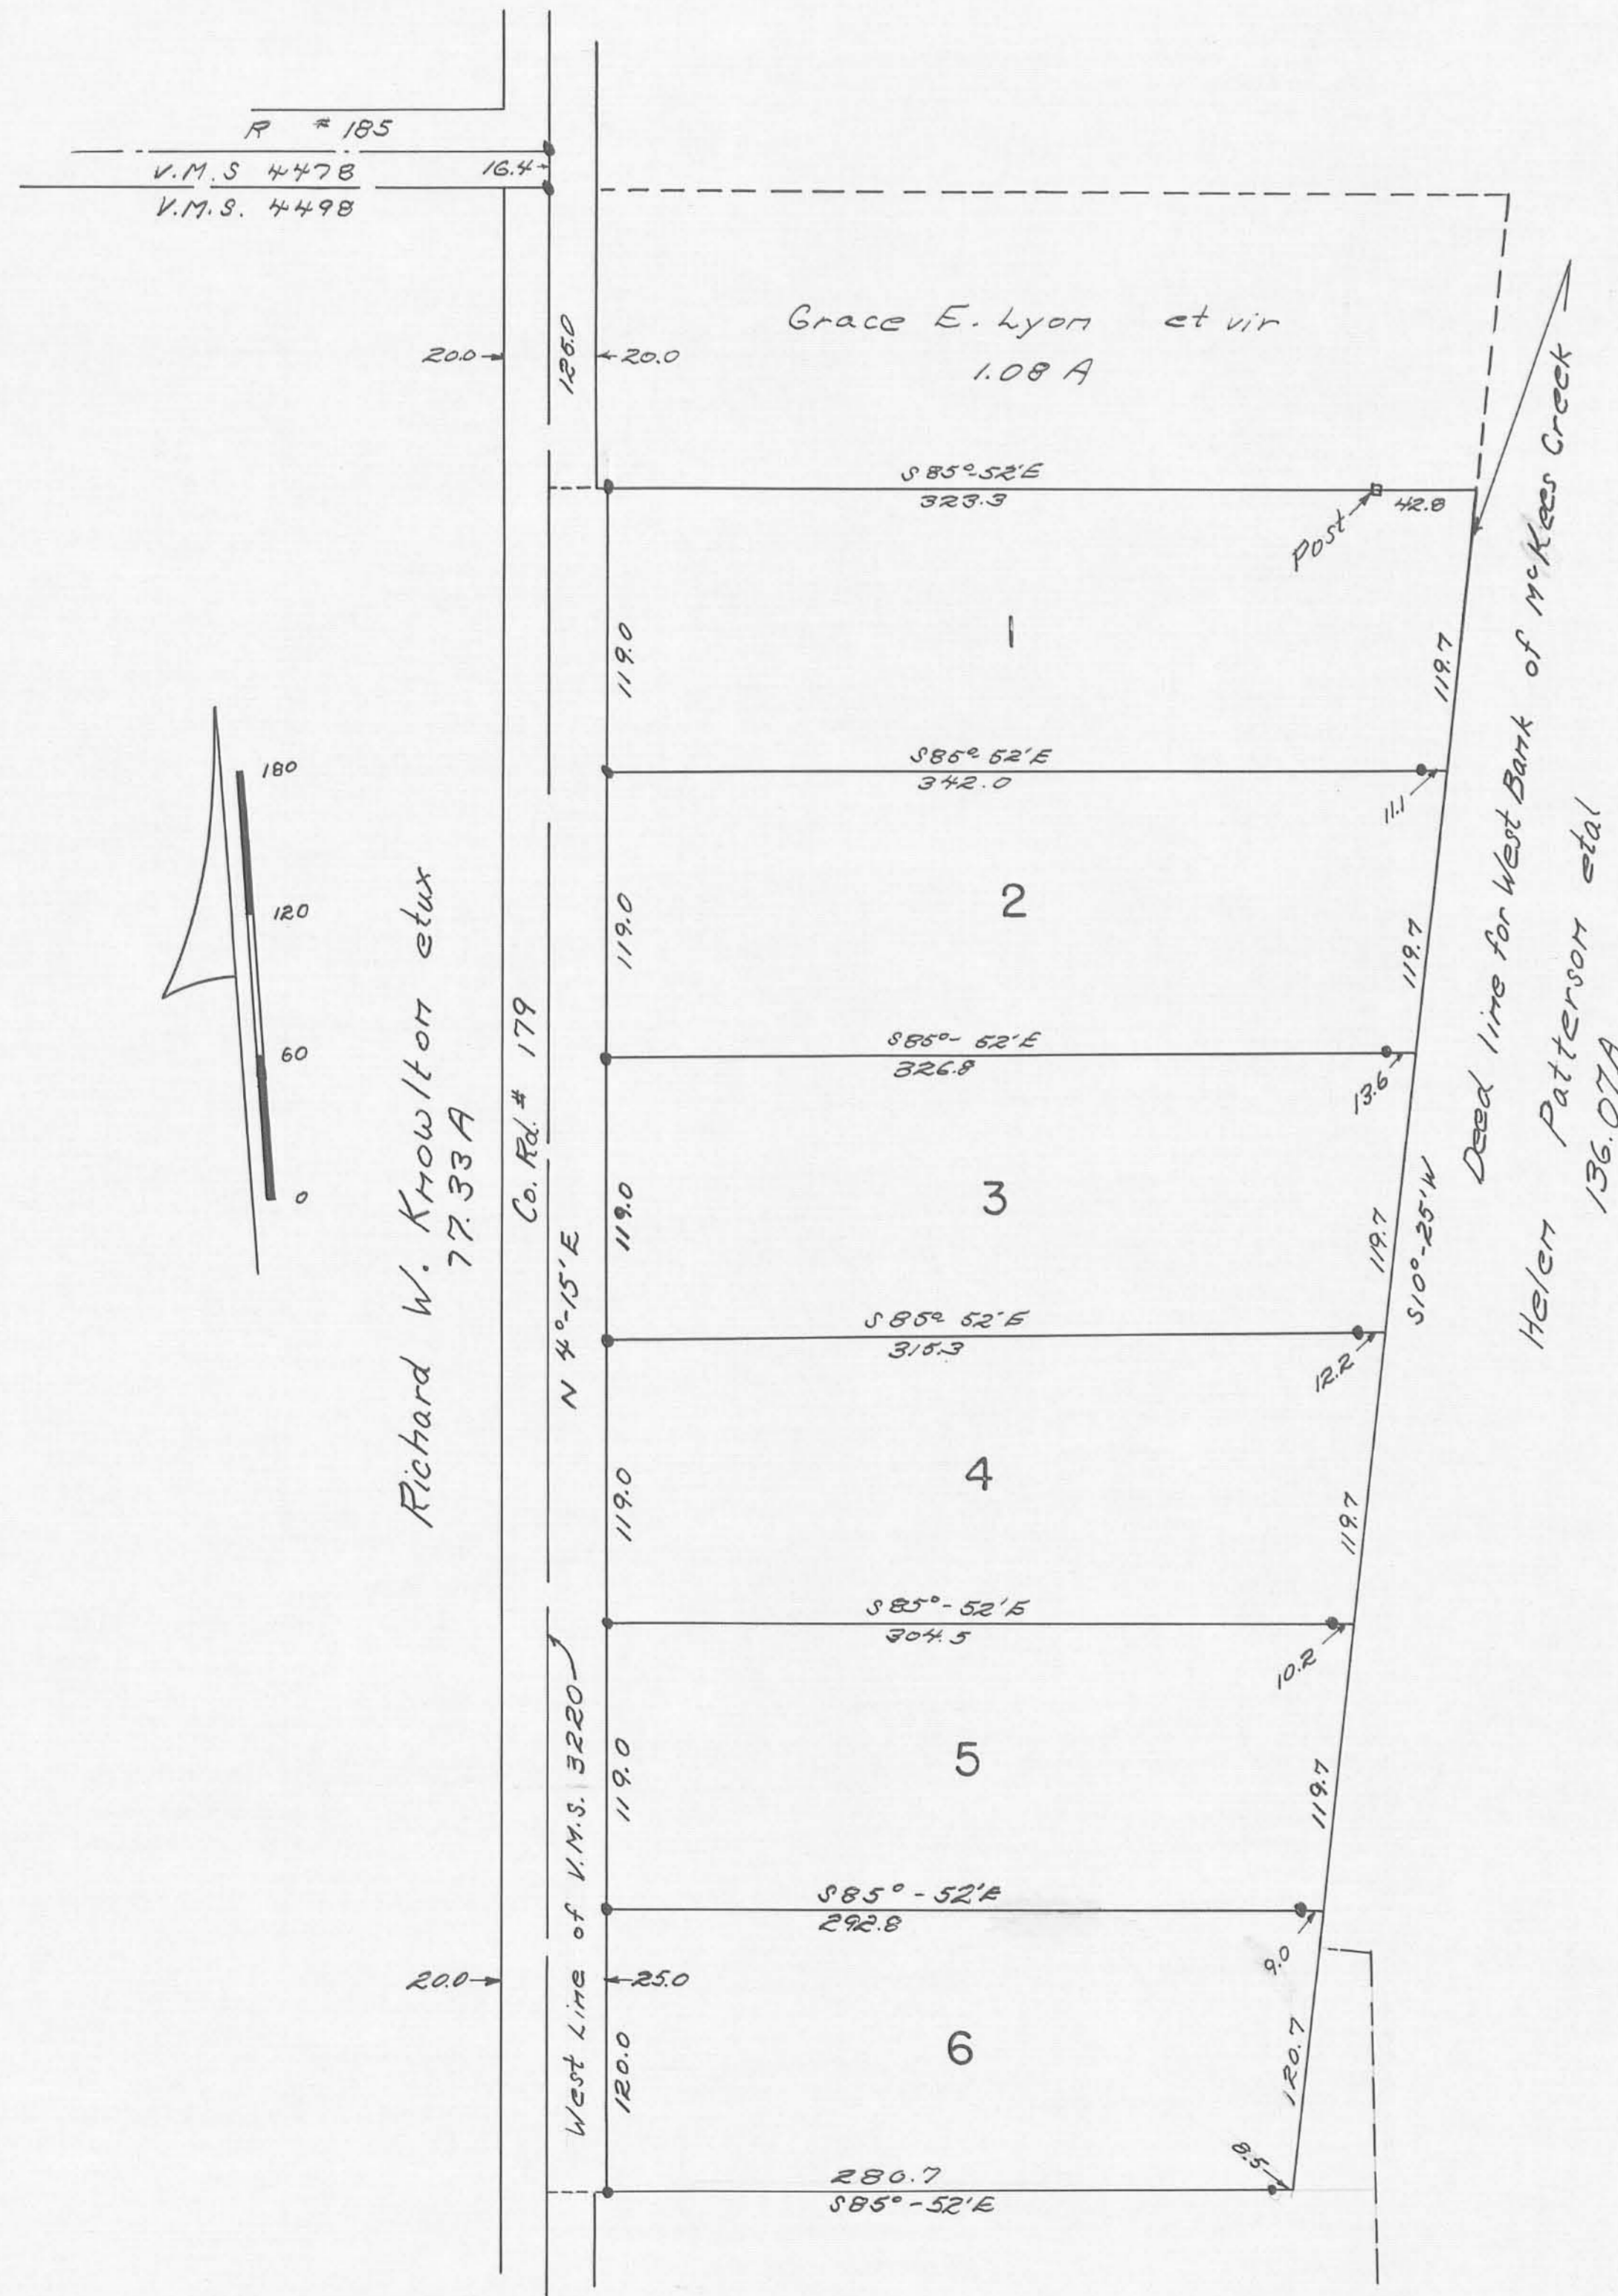 R # 185
V.M.S 4478
16.4
V.M.S. 4498
126.0
20.0
20.0
Grace E. Lyon et vir
1.08 A
S 85°-52'E
323.3
42.8
Post
1
119.0
119.7
S 85° 52'E
342.0
11.1
2
119.0
119.7
S 85°- 52'E
326.8
13.6
3
119.0
119.7
S 85° 52'E
315.3
12.2
4
119.0
119.7
S 85°-52'E
304.5
10.2
5
119.0
119.7
S 85°-52'E
292.8
9.0
20.0
25.0
6
120.0
120.7
280.7
S 85°-52'E
8.5
180
120
60
0
Richard W. Knowlton etux
77.33 A
Co. Rd. # 179
N 4°-15' E
West Line of V.M.S. 3220
S 10°-25' W
Deed line for West Bank of McKees Creek
Helen Patterson etal
136.07A